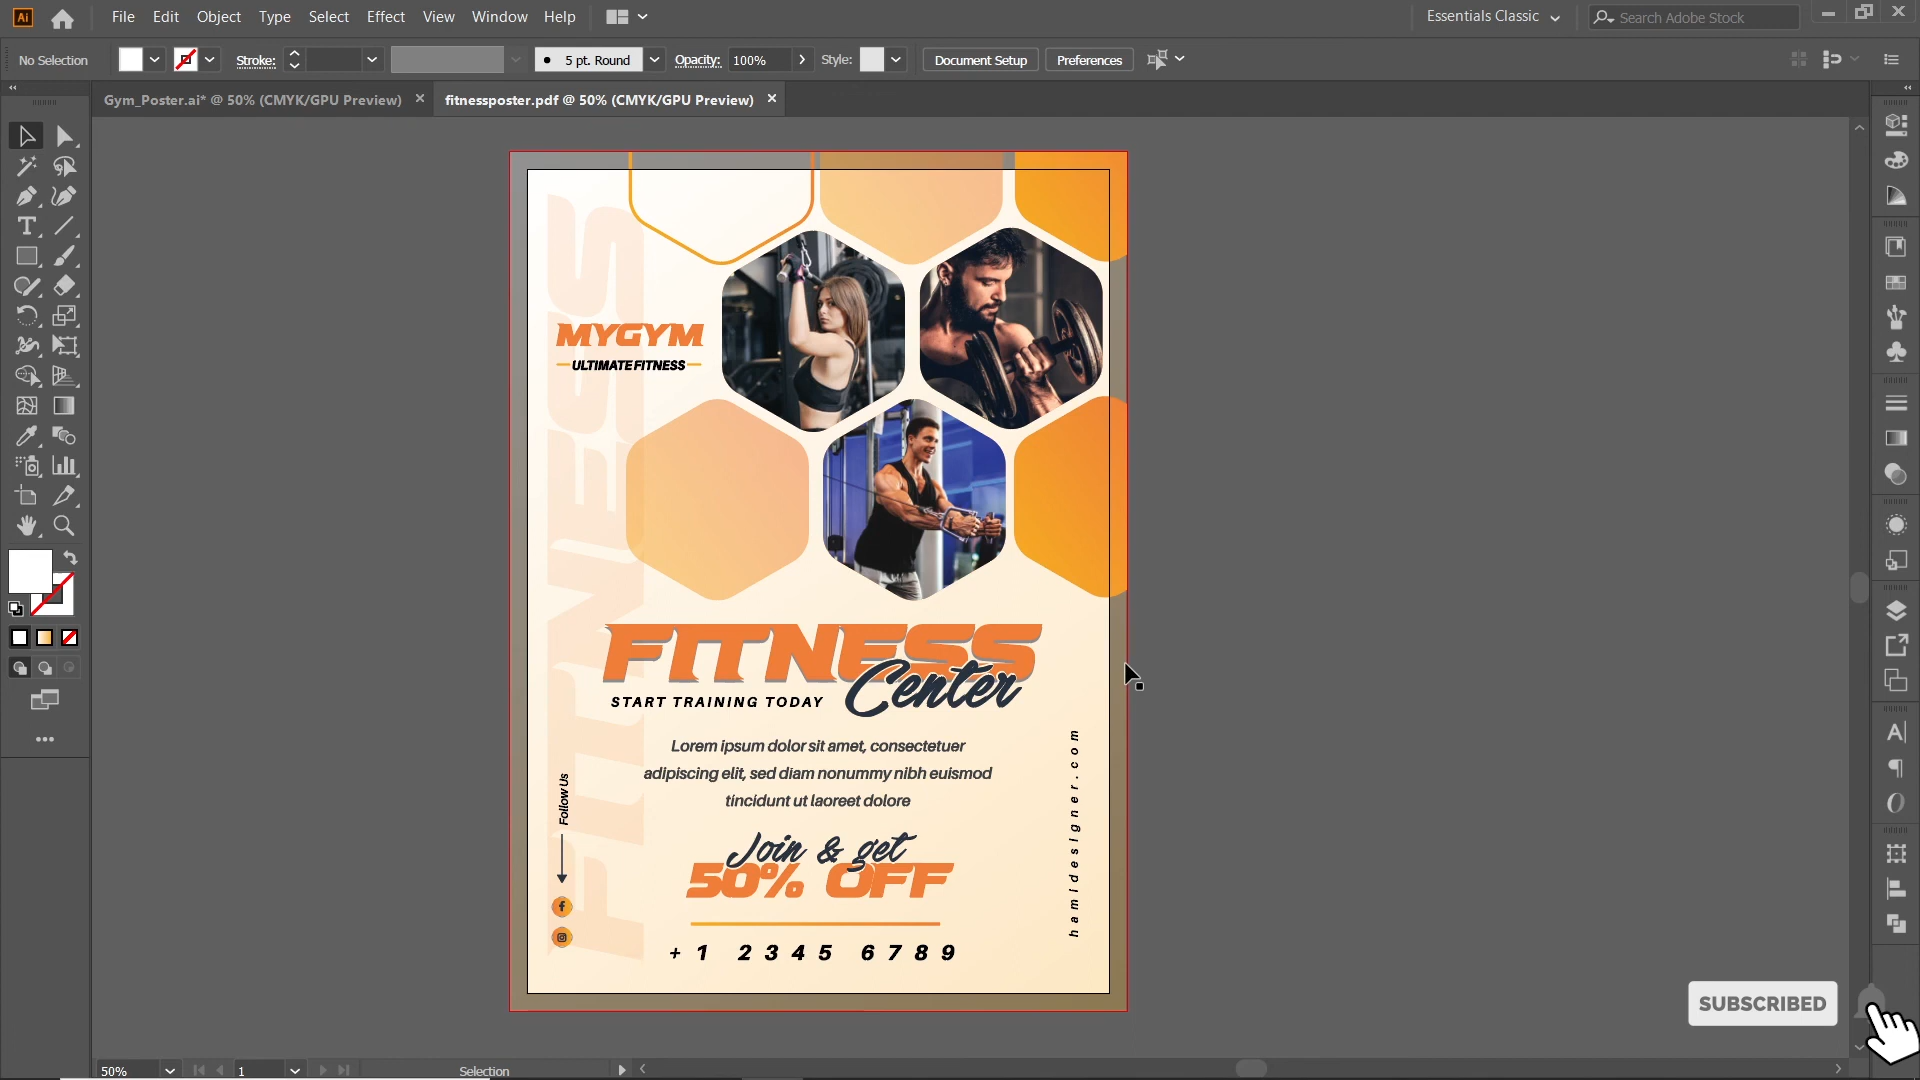 Ai File Edit Object Type Select Effect View Window Help Essentials Classic Search Adobe Stock
No Selection Stroke: 5 pt. Round Opacity: 100% Style: Document Setup Preferences
Gym_Poster.ai* @ 50% (CMYK/GPU Preview) fitnessposter.pdf @ 50% (CMYK/GPU Preview)
FITNESS
MYGYM
ULTIMATE FITNESS
FITNESS
Center
START TRAINING TODAY
Lorem ipsum dolor sit amet, consectetuer
adipiscing elit, sed diam nonummy nibh euismod
tincidunt ut laoreet dolore
Follow Us
hamidesigner.com
Join & get
50% OFF
+1 2345 6789
FITNESS
SUBSCRIBED
50% 1 Selection